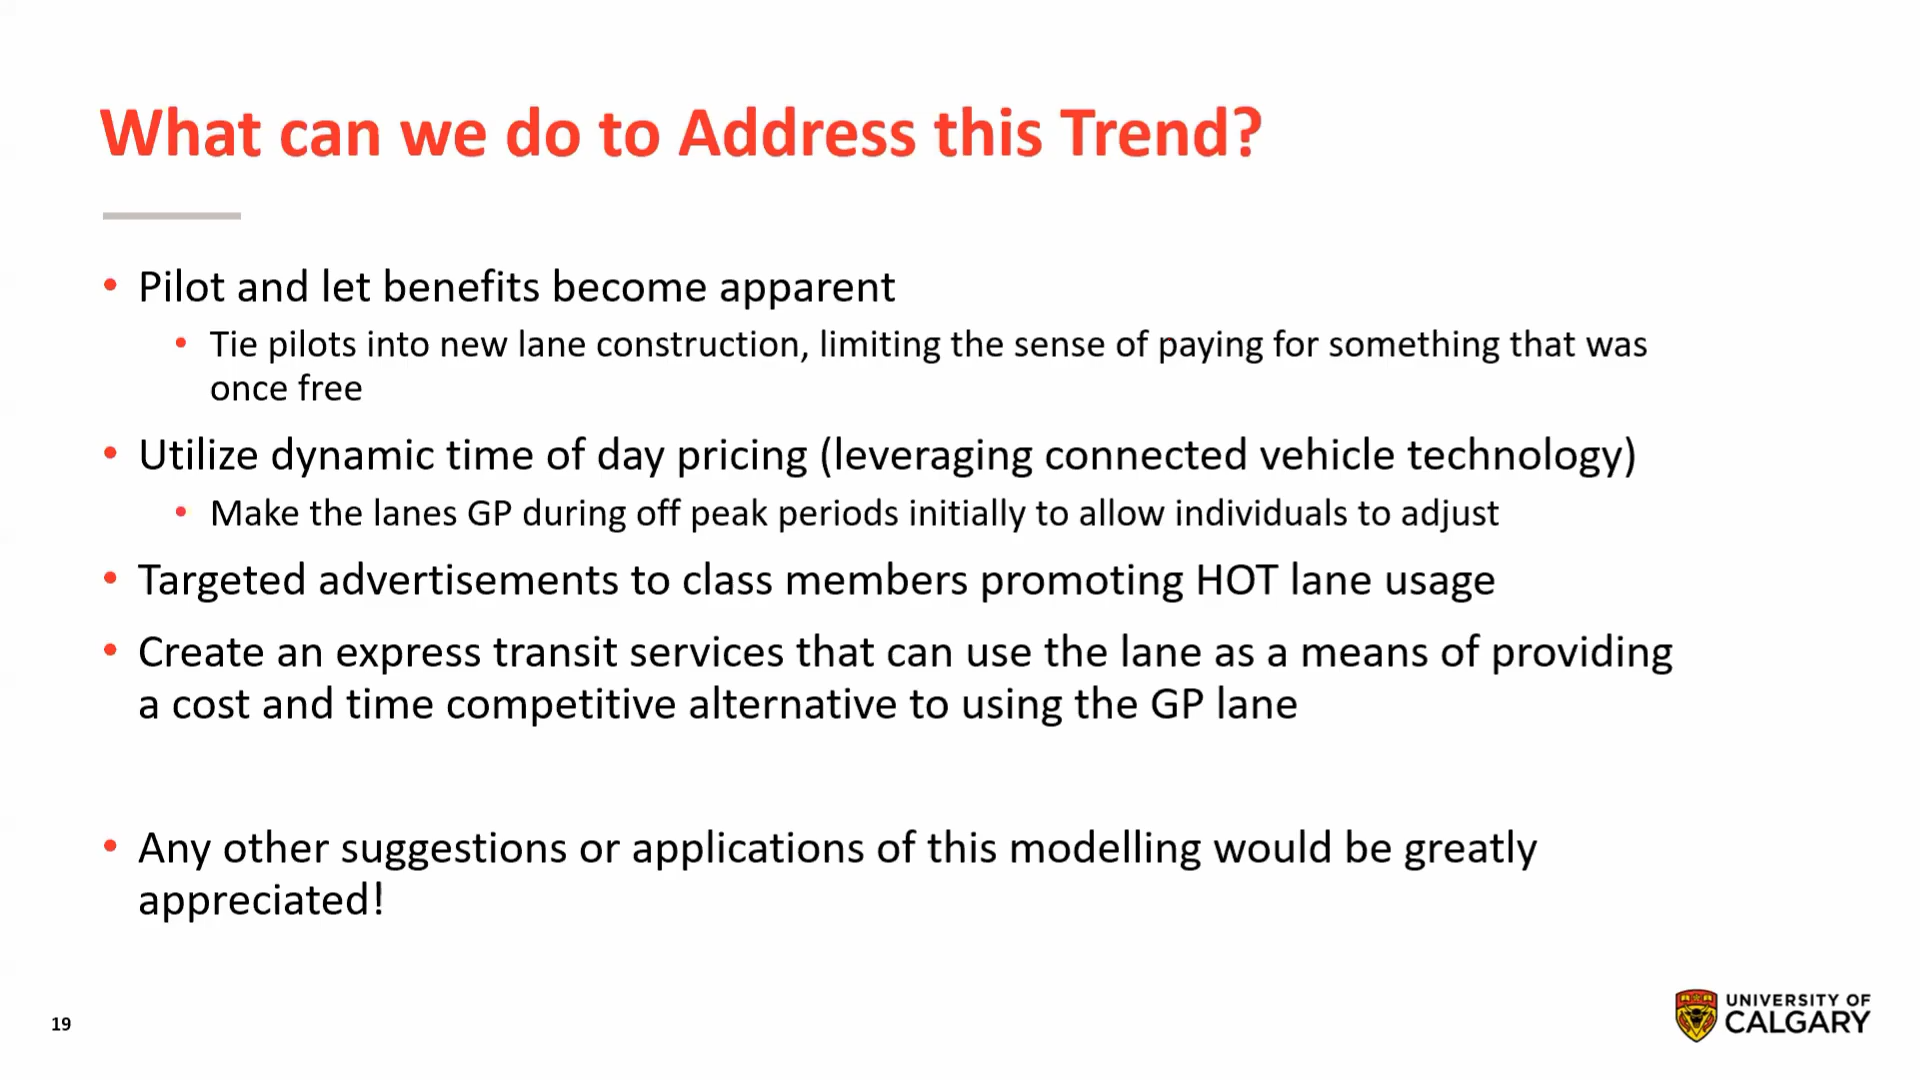 What can we do to Address this Trend?
• Pilot and let benefits become apparent
• Tie pilots into new lane construction, limiting the sense of paying for something that was
once free
• Utilize dynamic time of day pricing (leveraging connected vehicle technology)
• Make the lanes GP during off peak periods initially to allow individuals to adjust
• Targeted advertisements to class members promoting HOT lane usage
• Create an express transit services that can use the lane as a means of providing
a cost and time competitive alternative to using the GP lane
• Any other suggestions or applications of this modelling would be greatly
appreciated!
19
UNIVERSITY OF
CALGARY